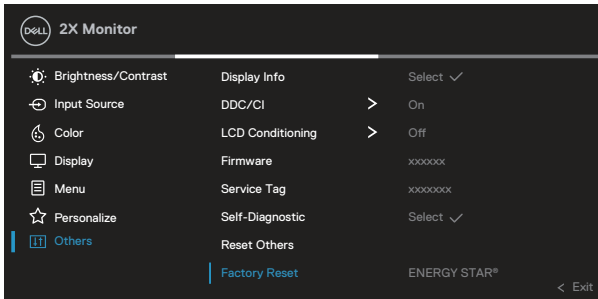 DELL 2X Monitor
Brightness/Contrast Display Info Select
Input Source DDC/CI > On
Color LCD Conditioning > Off
Display Firmware xxxxxx
Menu Service Tag xxxxxxx
Personalize Self-Diagnostic Select
Others Reset Others
Factory Reset ENERGY STAR®
< Exit